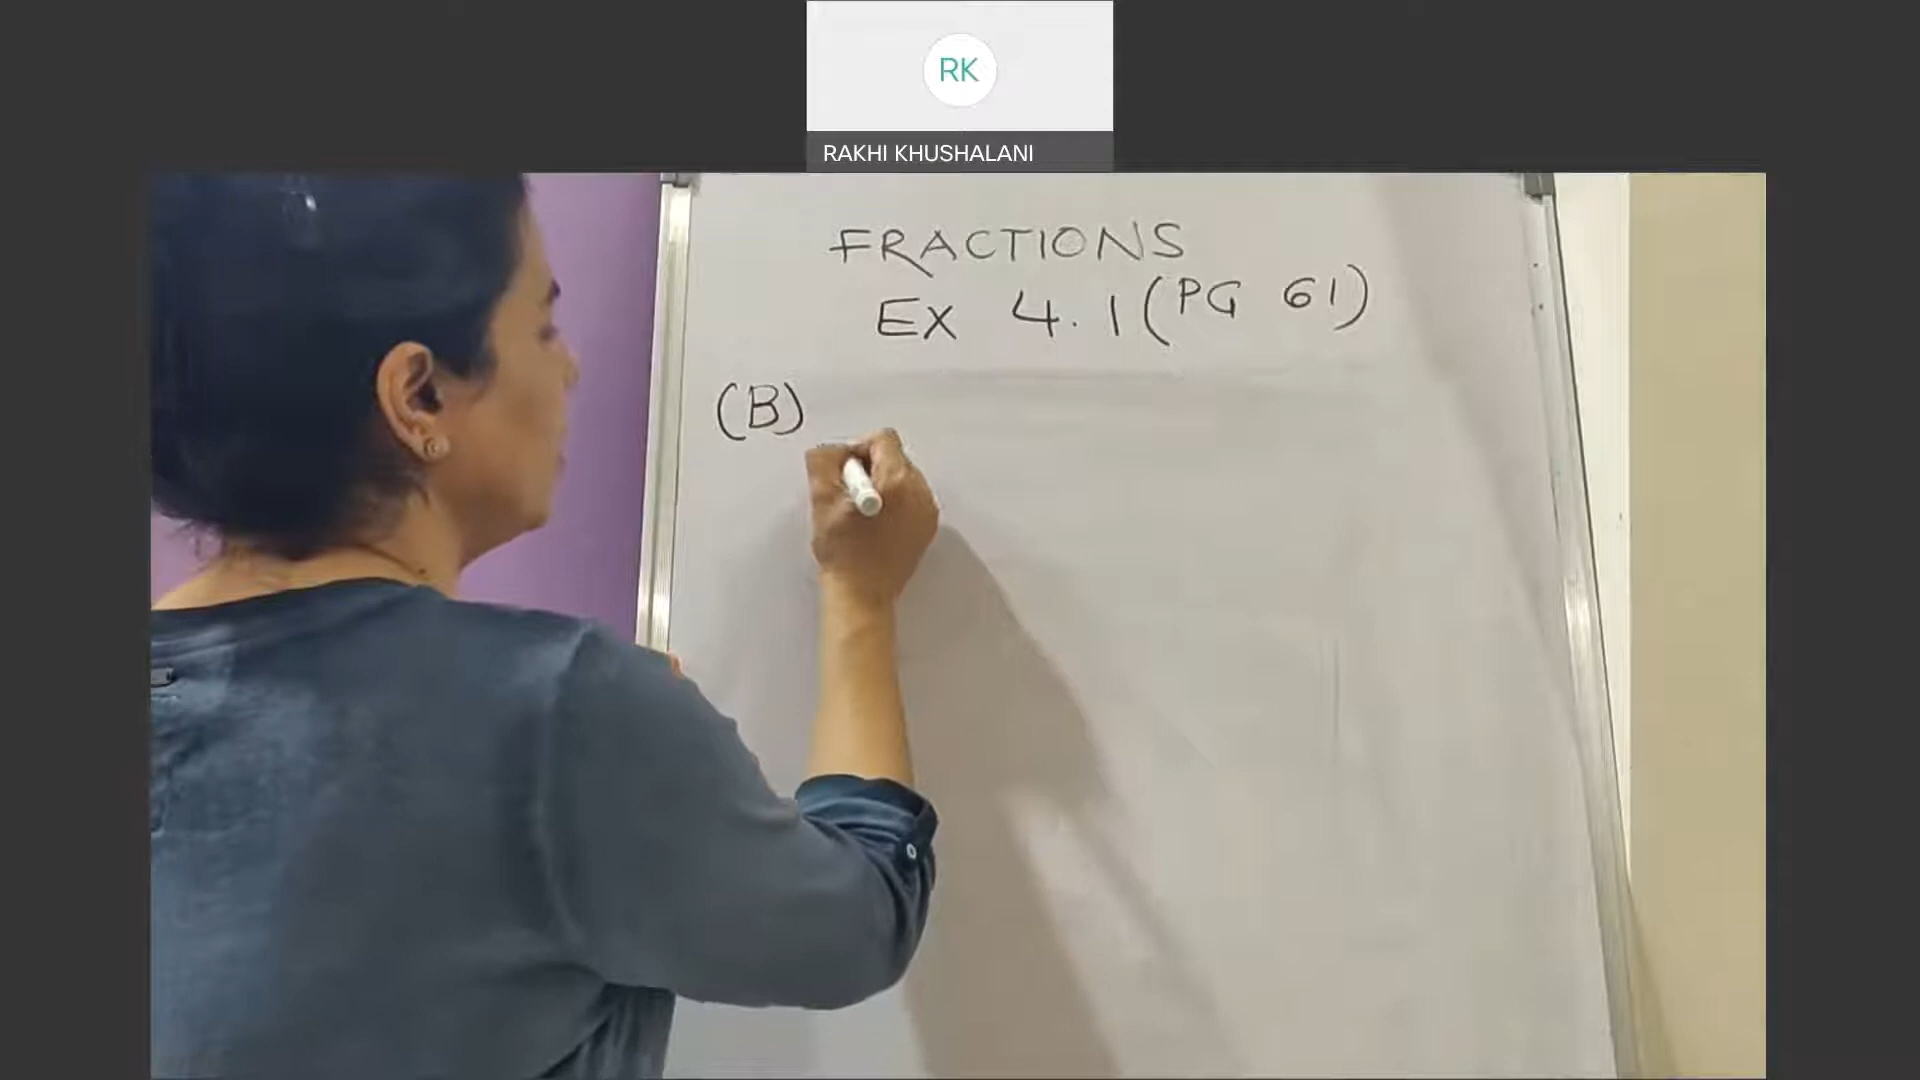 RK
RAKHI KHUSHALANI
FRACTIONS
Ex 4.1 (PG 61)
(B)